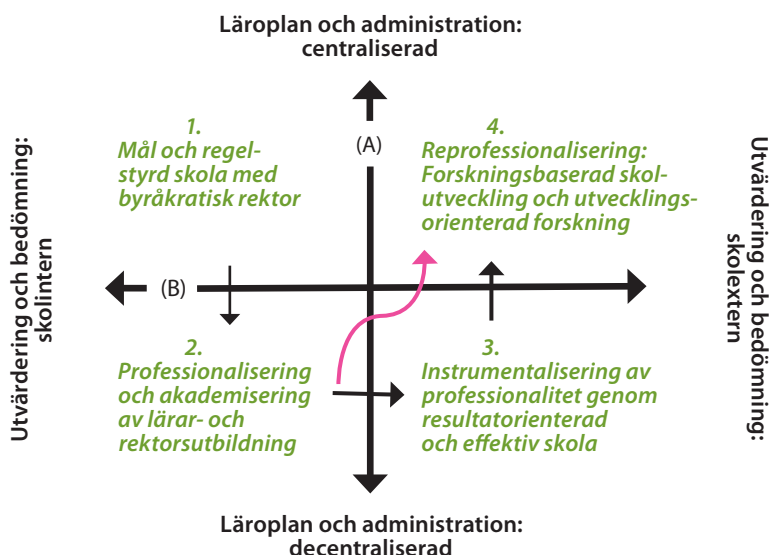 Läroplan och administration:
centraliserad
(A)
1.
Mål och regel-
styrd skola med
byråkratisk rektor
4.
Reprofessionalisering:
Forskningsbaserad skol-
utveckling och utvecklings-
orienterad forskning
Utvärdering och bedömning:
skolintern
(B)
Utvärdering och bedömning:
skolextern
2.
Professionalisering
och akademisering
av lärar- och
rektorsutbildning
3.
Instrumentalisering av
professionalitet genom
resultatorienterad
och effektiv skola
Läroplan och administration:
decentraliserad